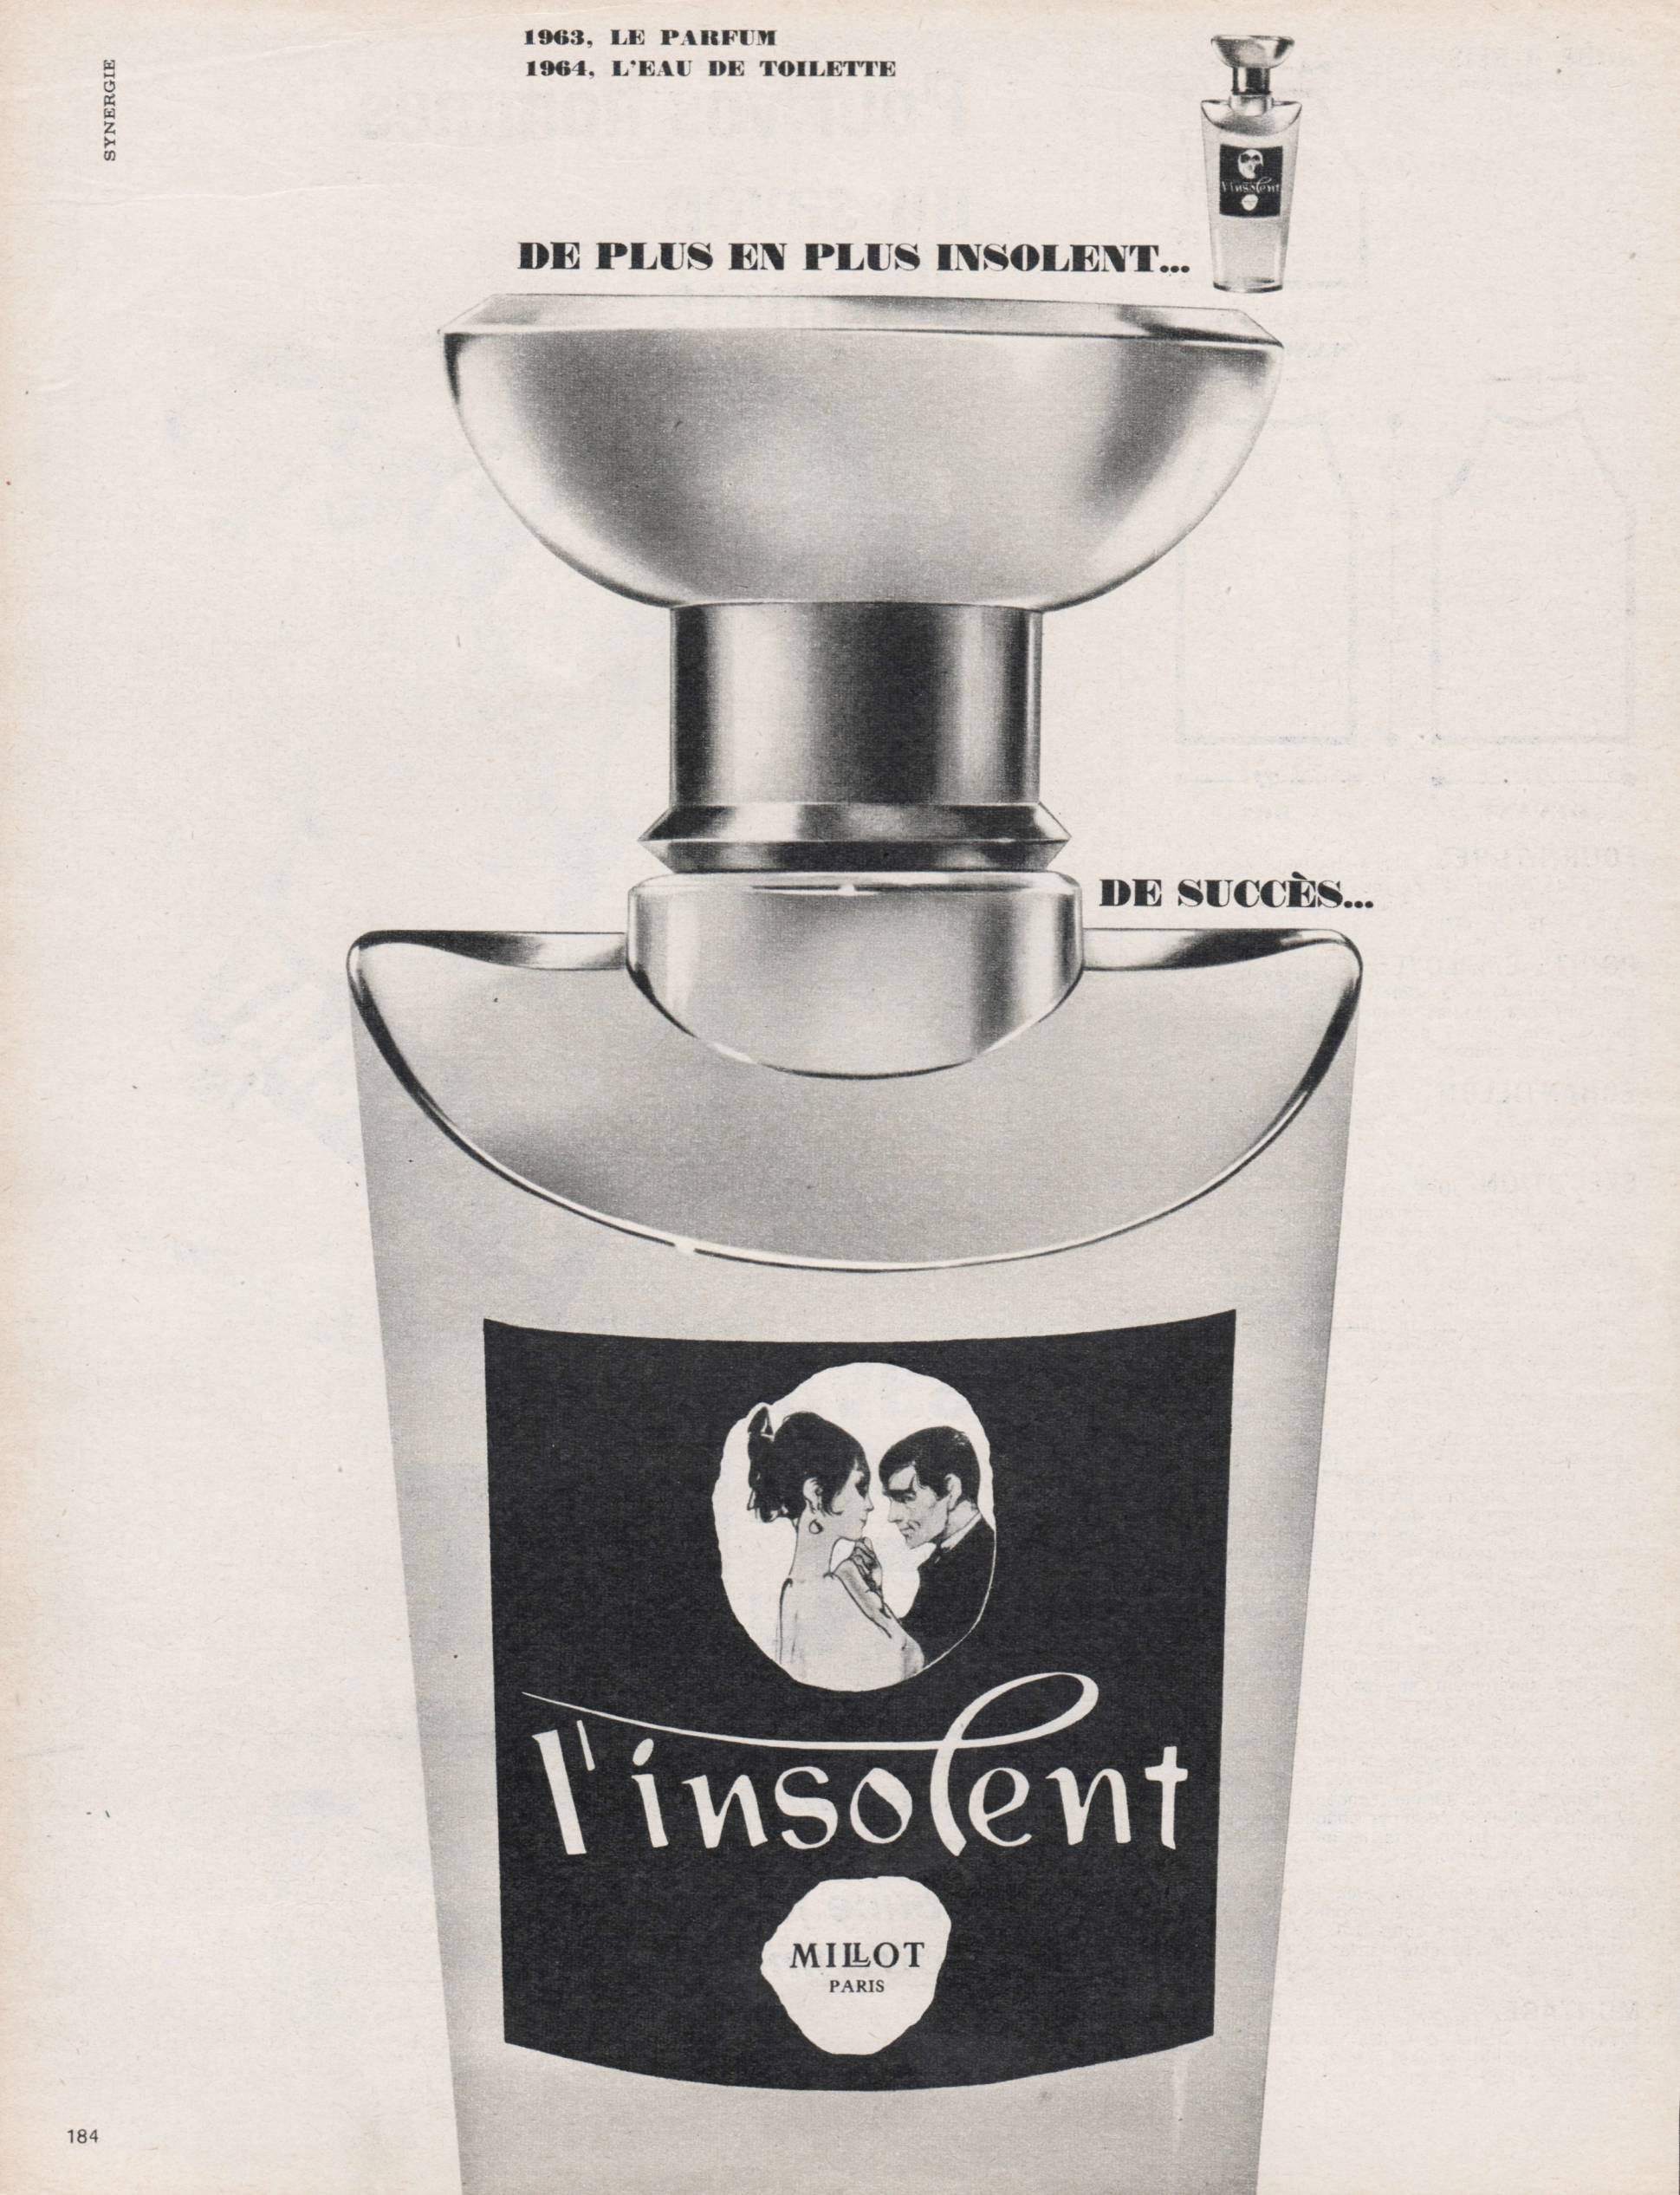 1963, LE PARFUM
1964, L'EAU DE TOILETTE
SYNERGIE
l'insolent
DE PLUS EN PLUS INSOLENT...
DE SUCCÈS...
l'insolent
MILLOT
PARIS
184